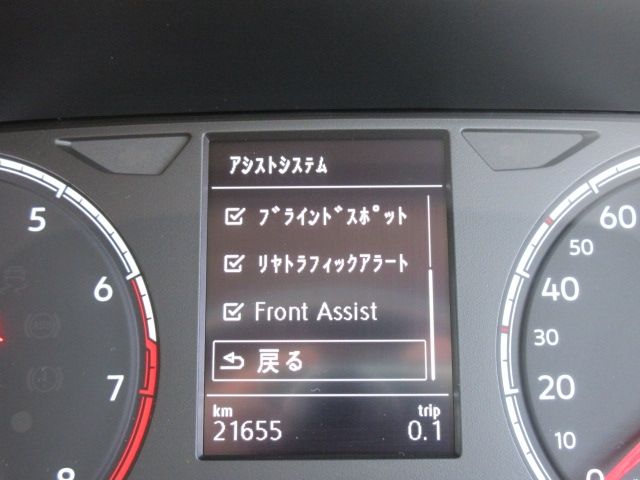 ｱｼｽﾄｼｽﾃﾑ
ﾌﾞﾗｲﾝﾄﾞｽﾎﾟｯﾄ
ﾘﾔﾄﾗﾌｨｯｸｱﾗｰﾄ
Front Assist
戻る
km
trip
21655
0.1
5
6
7
8
60
50
40
30
20
10
0